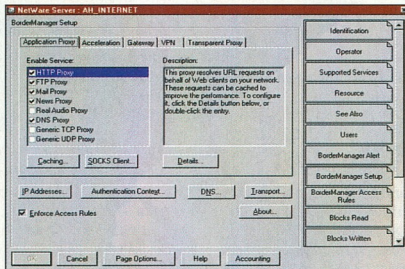 NetWare Server : AH_INTERNET
BorderManager Setup
Application Proxy
Acceleration
Gateway
VPN
Transparent Proxy
Enable Service:
HTTP Proxy
FTP Proxy
Mail Proxy
News Proxy
Real Audio Proxy
DNS Proxy
Generic TCP Proxy
Generic UDP Proxy
Description:
This proxy resolves URL requests on
behalf of Web clients on your network.
These requests can be cached to
improve the performance. To configure
it, click the Details button below, or
double-click the entry.
Caching...
SOCKS Client...
Details...
IP Addresses...
Authentication Context...
DNS...
Transport...
Enforce Access Rules
About...
OK
Cancel
Page Options...
Help
Accounting
Identification
Operator
Supported Services
Resource
See Also
Users
BorderManager Alert
BorderManager Setup
BorderManager Access
Rules
Blocks Read
Blocks Written